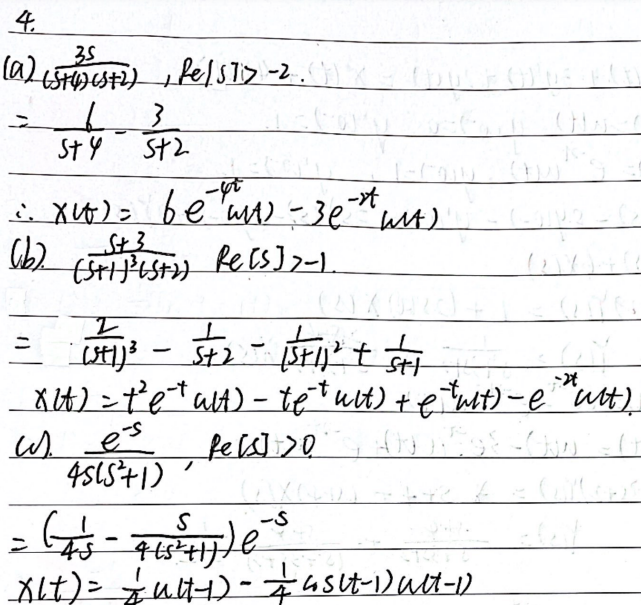 4.
(a) 3s/((s+4)(s+2)) , Re[s]>-2.
= 6/(s+4) - 3/(s+2)
∴ x(t) = 6e^{-4t}u(t) - 3e^{-2t}u(t)
(b). (s+3)/((s+1)^3(s+2)) Re[s]>-1.
= 2/(s+1)^3 - 1/(s+2) - 1/(s+1)^2 + 1/(s+1)
x(t) = t^2e^{-t}u(t) - te^{-t}u(t) + e^{-t}u(t) - e^{-2t}u(t).
(c). e^{-s}/(4s(s^2+1)) , Re[s]>0.
= (1/(4s) - s/(4(s^2+1)))e^{-s}
x(t) = 1/4 u(t-1) - 1/4 cos(t-1)u(t-1)